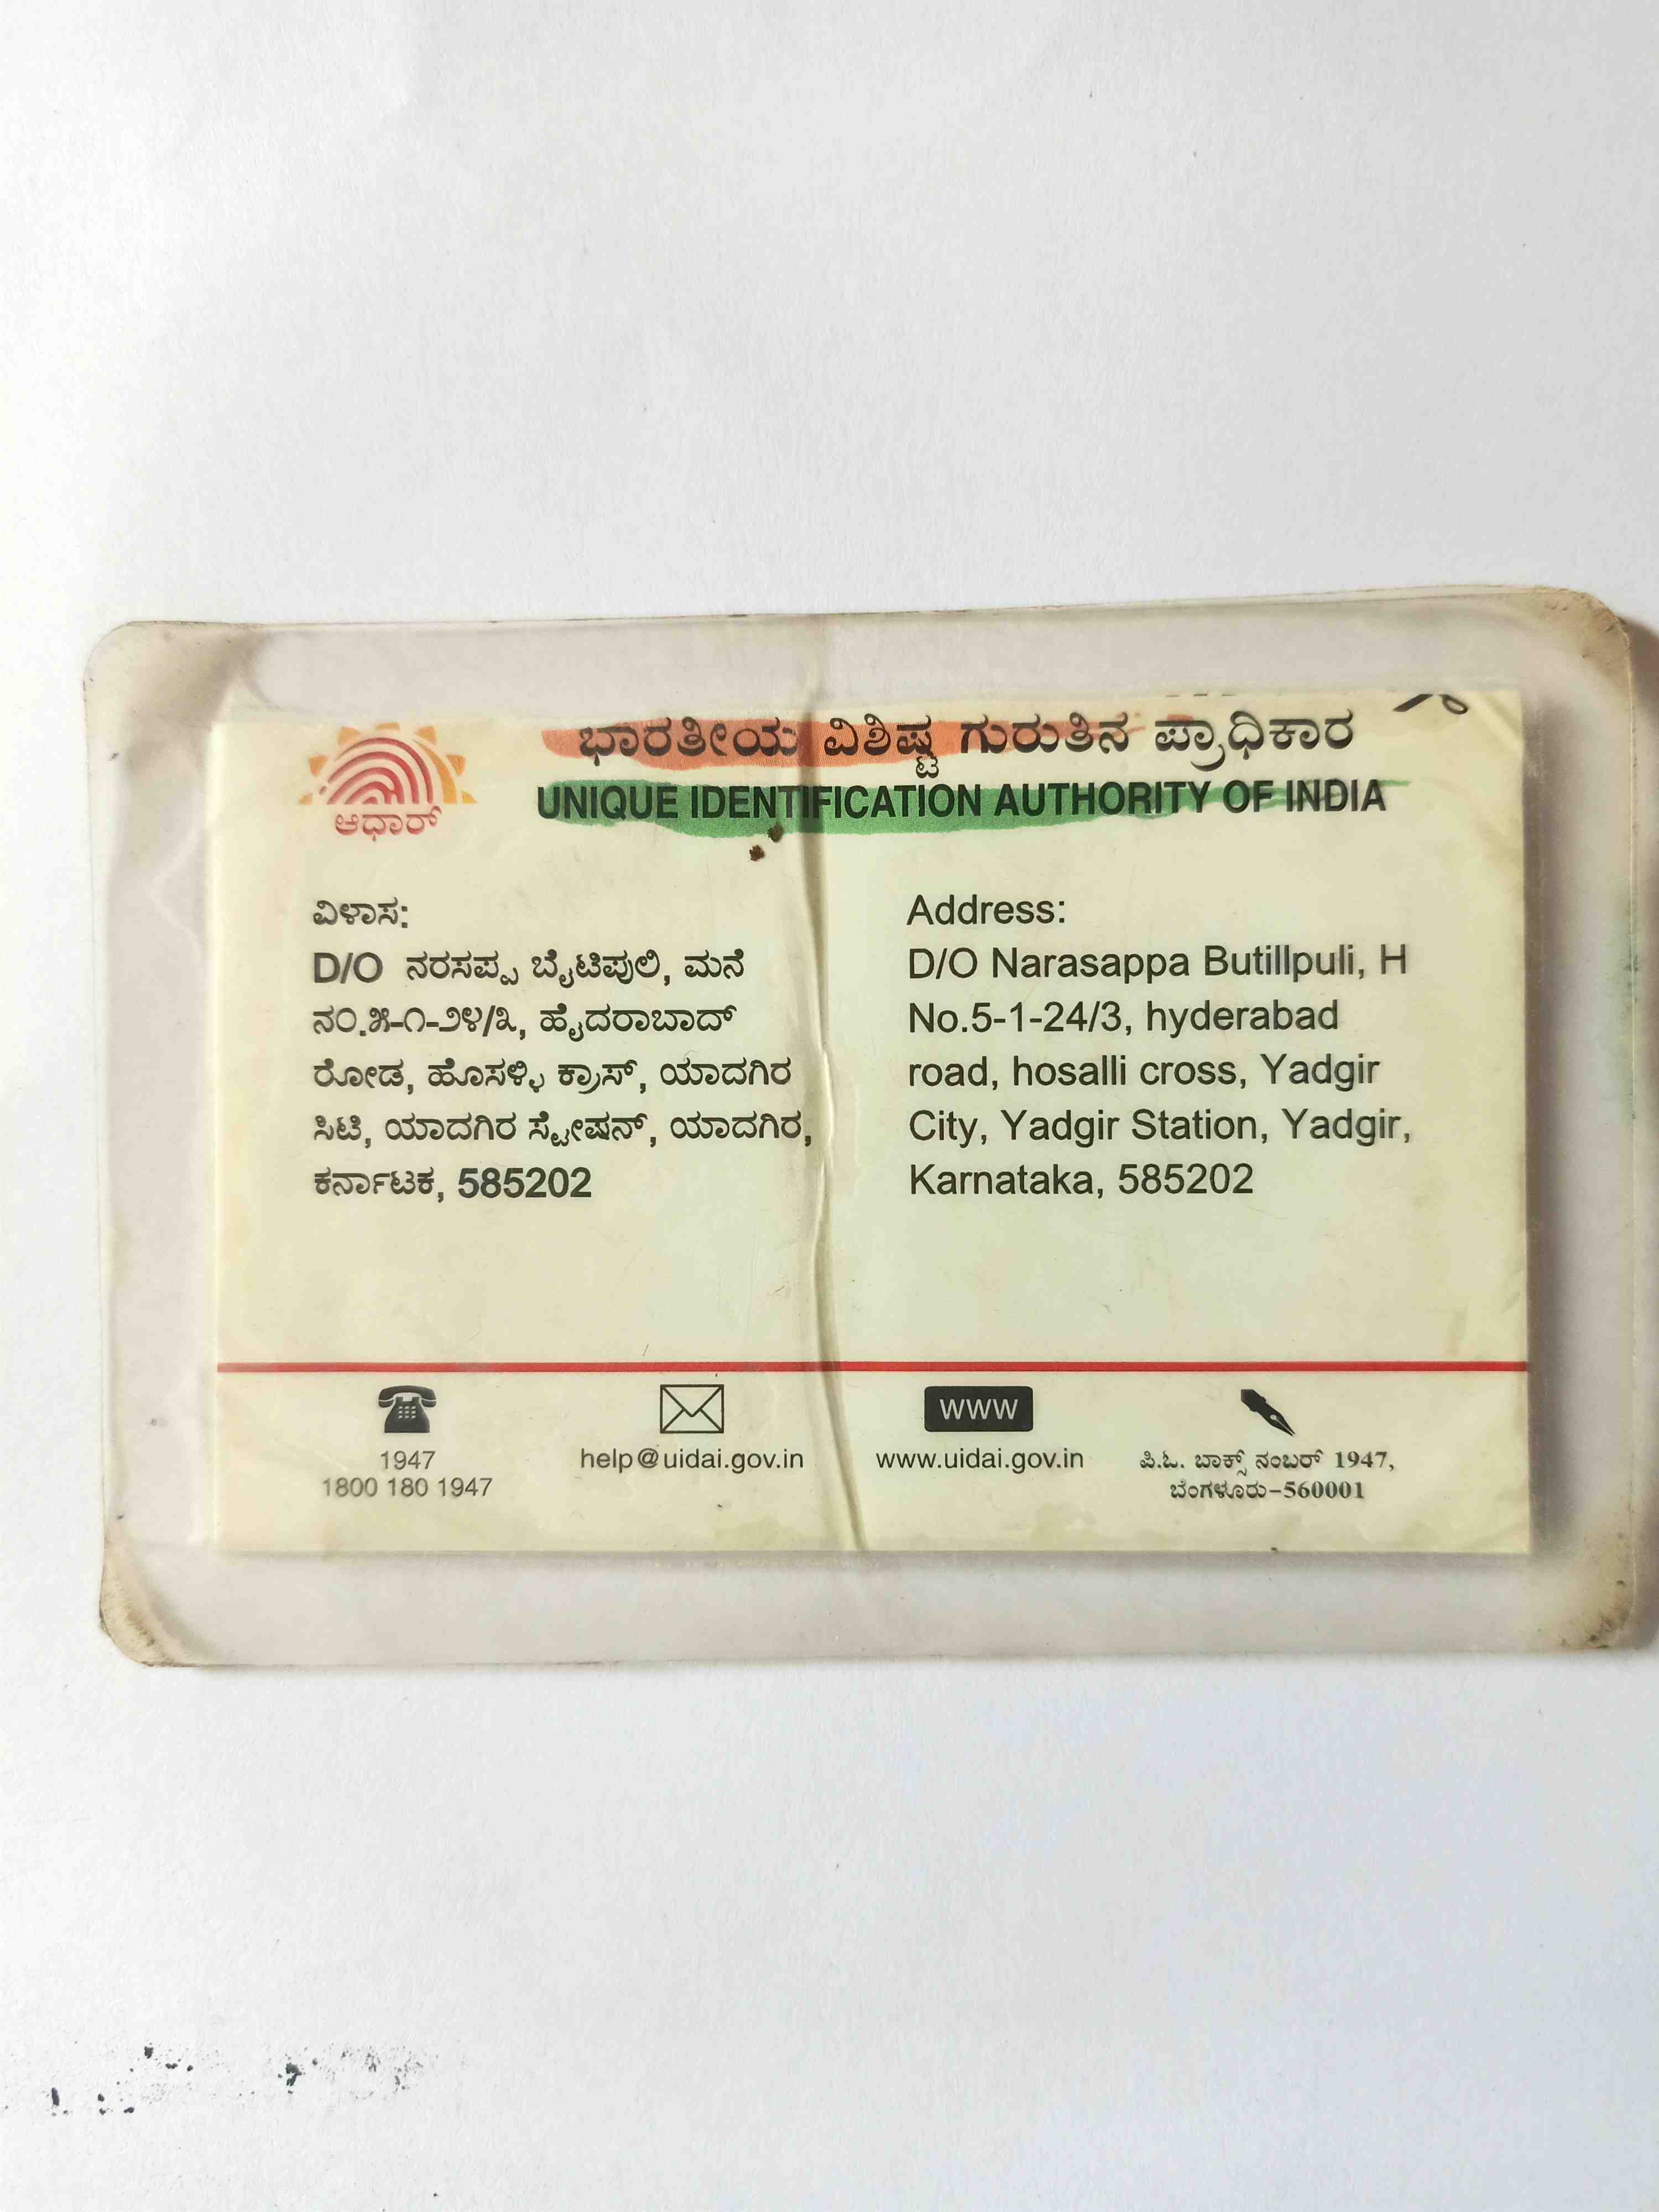 ಭಾರತೀಯ ವಿಶಿಷ್ಟ ಗುರುತಿನ ಪ್ರಾಧಿಕಾರ
UNIQUE IDENTIFICATION AUTHORITY OF INDIA
ಆಧಾರ್
ವಿಳಾಸ:
D/O ನರಸಪ್ಪ ಬೈಟಿಪುಲಿ, ಮನೆ
ನಂ.೫-೧-೨೪/೩, ಹೈದರಾಬಾದ್
ರೋಡ, ಹೊಸಳ್ಳಿ ಕ್ರಾಸ್, ಯಾದಗಿರ
ಸಿಟಿ, ಯಾದಗಿರ ಸ್ಟೇಷನ್, ಯಾದಗಿರ,
ಕರ್ನಾಟಕ, 585202
Address:
D/O Narasappa Butillpuli, H
No.5-1-24/3, hyderabad
road, hosalli cross, Yadgir
City, Yadgir Station, Yadgir,
Karnataka, 585202
1947
1800 180 1947
help@uidai.gov.in
WWW
www.uidai.gov.in
ಪಿ.ಓ. ಬಾಕ್ಸ್ ನಂಬರ್ 1947,
ಬೆಂಗಳೂರು-560001